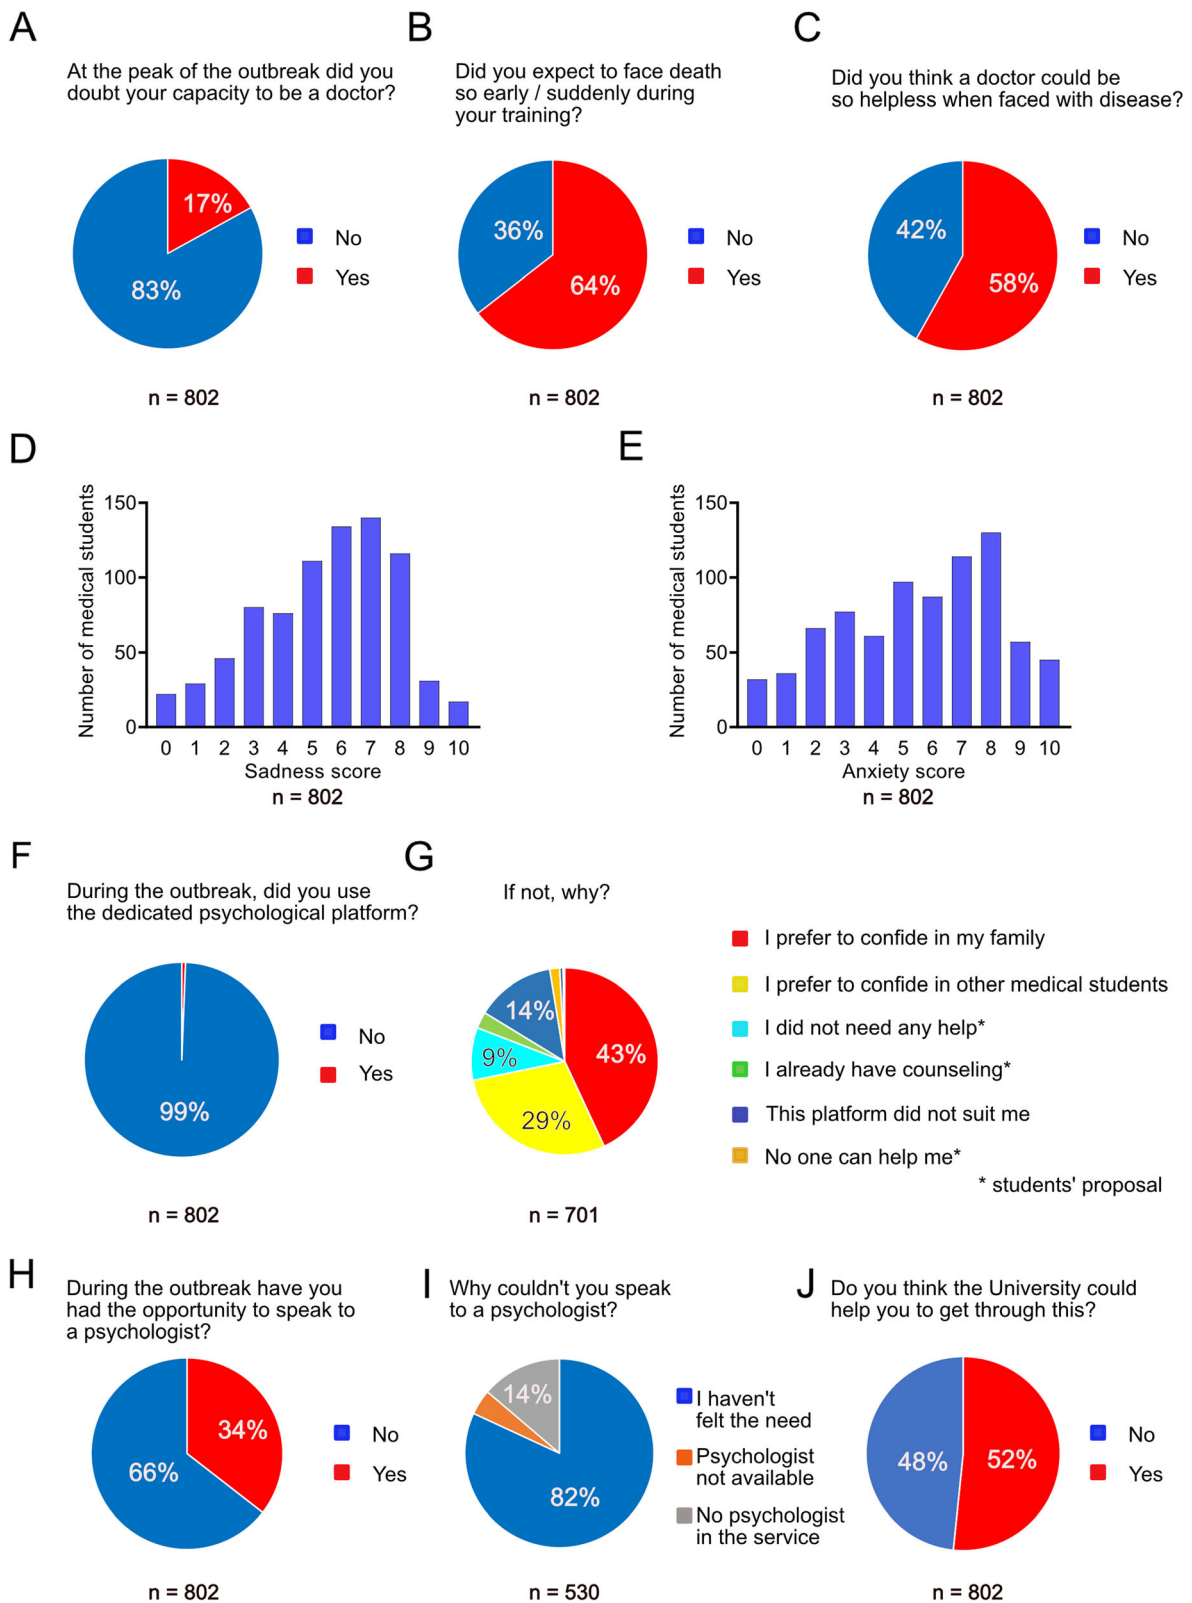 A
At the peak of the outbreak did you
doubt your capacity to be a doctor?
17%
83%
No
Yes
n = 802
B
Did you expect to face death
so early / suddenly during
your training?
36%
64%
No
Yes
n = 802
C
Did you think a doctor could be
so helpless when faced with disease?
42%
58%
No
Yes
n = 802
D
Number of medical students
150
100
50
0
0 1 2 3 4 5 6 7 8 9 10
Sadness score
n = 802
E
Number of medical students
150
100
50
0
0 1 2 3 4 5 6 7 8 9 10
Anxiety score
n = 802
F
During the outbreak, did you use
the dedicated psychological platform?
99%
No
Yes
n = 802
G
If not, why?
14%
43%
9%
29%
n = 701
I prefer to confide in my family
I prefer to confide in other medical students
I did not need any help*
I already have counseling*
This platform did not suit me
No one can help me*
* students' proposal
H
During the outbreak have you
had the opportunity to speak to
a psychologist?
34%
66%
No
Yes
n = 802
I
Why couldn't you speak
to a psychologist?
14%
82%
I haven't
felt the need
Psychologist
not available
No psychologist
in the service
n = 530
J
Do you think the University could
help you to get through this?
48%
52%
No
Yes
n = 802